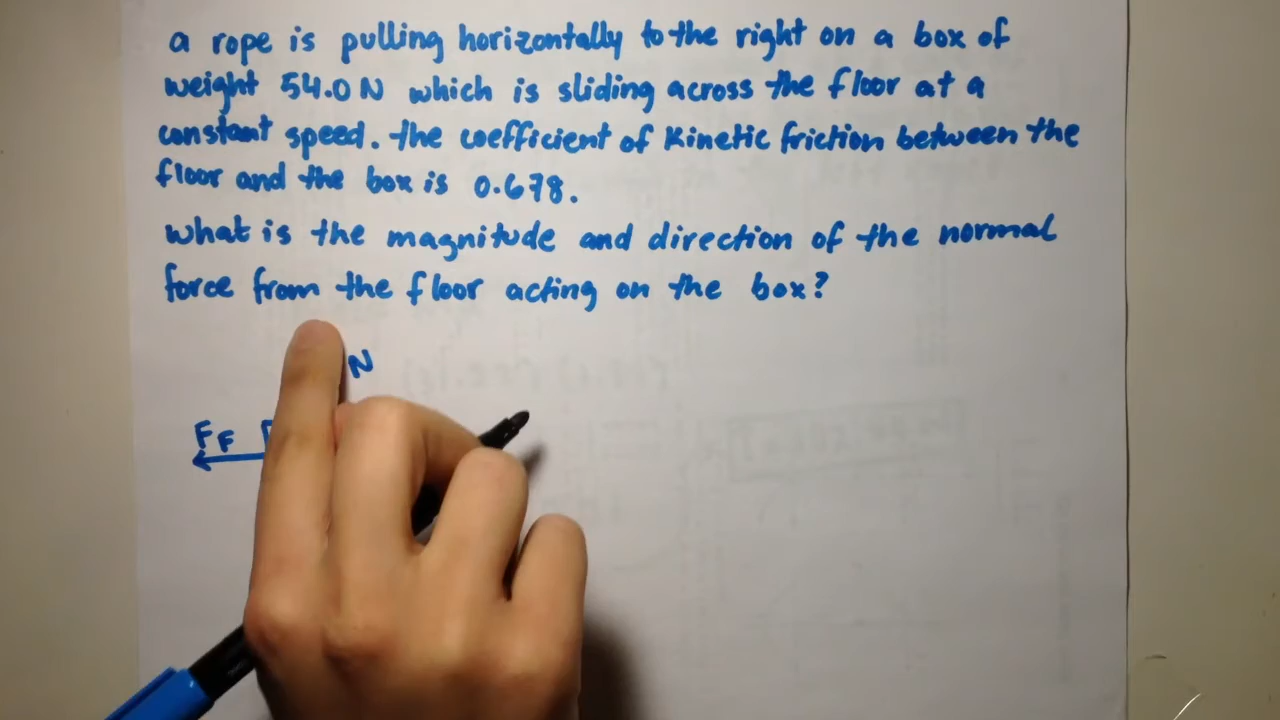 a rope is pulling horizontally to the right on a box of
weight 54.0 N which is sliding across the floor at a
constant speed. the coefficient of Kinetic friction between the
floor and the box is 0.678.
what is the magnitude and direction of the normal
force from the floor acting on the box?
N
FF